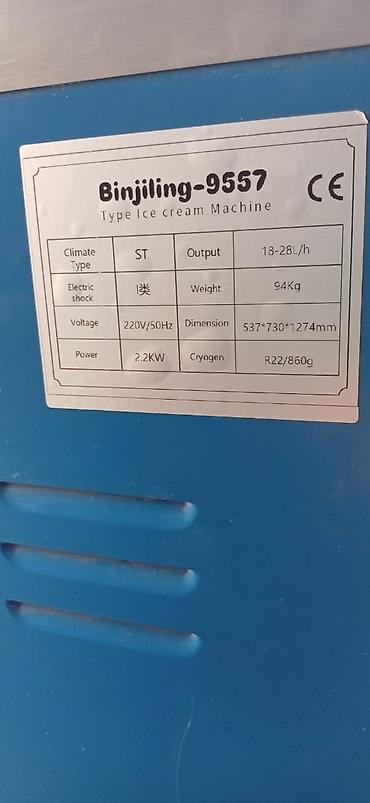 Binjiling-9557
CE
Type Ice cream Machine
Climate Type ST Output 18-28L/h
Electric shock I类 Weight 94Kg
Voltage 220V/50Hz Dimension 537*730*1274mm
Power 2.2KW Cryogen R22/860g